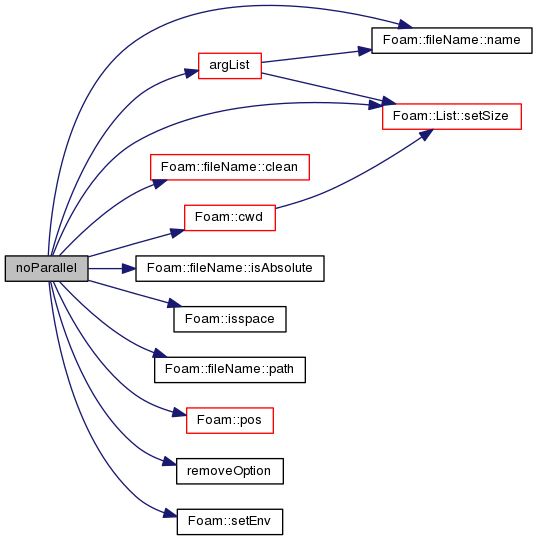 Foam::fileName::name
argList
Foam::List::setSize
Foam::fileName::clean
Foam::cwd
noParallel
Foam::fileName::isAbsolute
Foam::isspace
Foam::fileName::path
Foam::pos
removeOption
Foam::setEnv